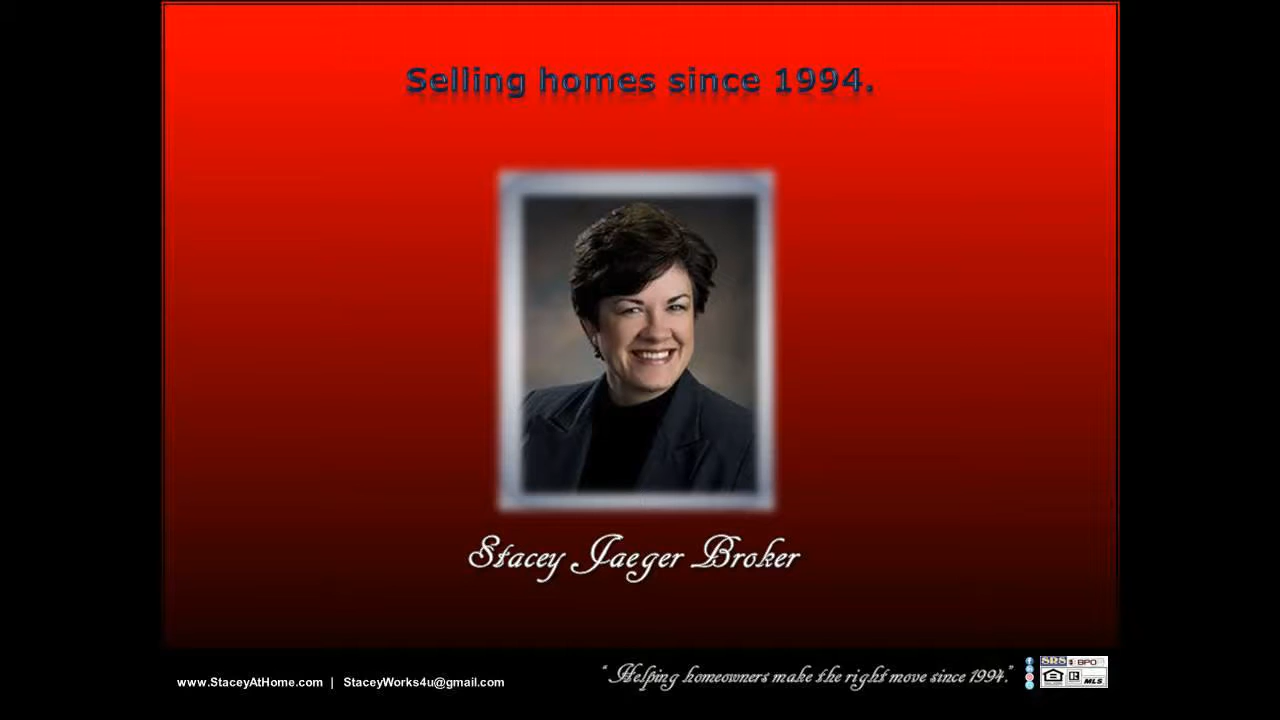 Selling homes since 1994.
Stacey Jaeger Broker
www.StaceyAtHome.com | StaceyWorks4u@gmail.com
“Helping homeowners make the right move since 1994.”
SRS BPO
R MLS